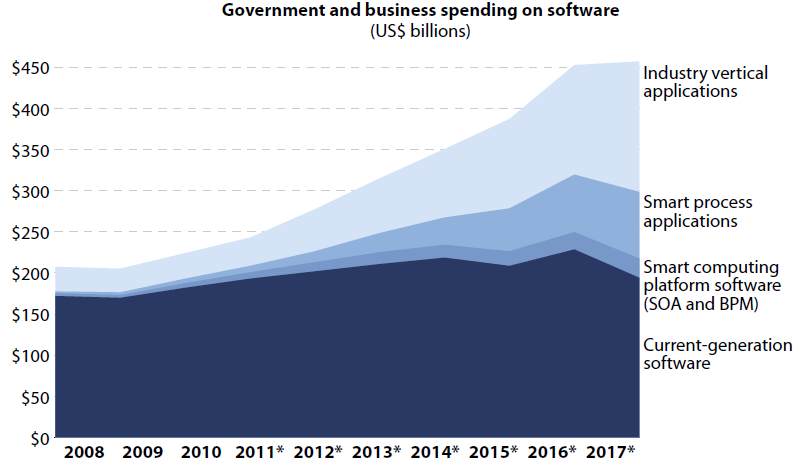 Government and business spending on software
(US$ billions)
$450
$400
$350
$300
$250
$200
$150
$100
$50
$0
Industry vertical
applications
Smart process
applications
Smart computing
platform software
(SOA and BPM)
Current-generation
software
2008 2009 2010 2011* 2012* 2013* 2014* 2015* 2016* 2017*